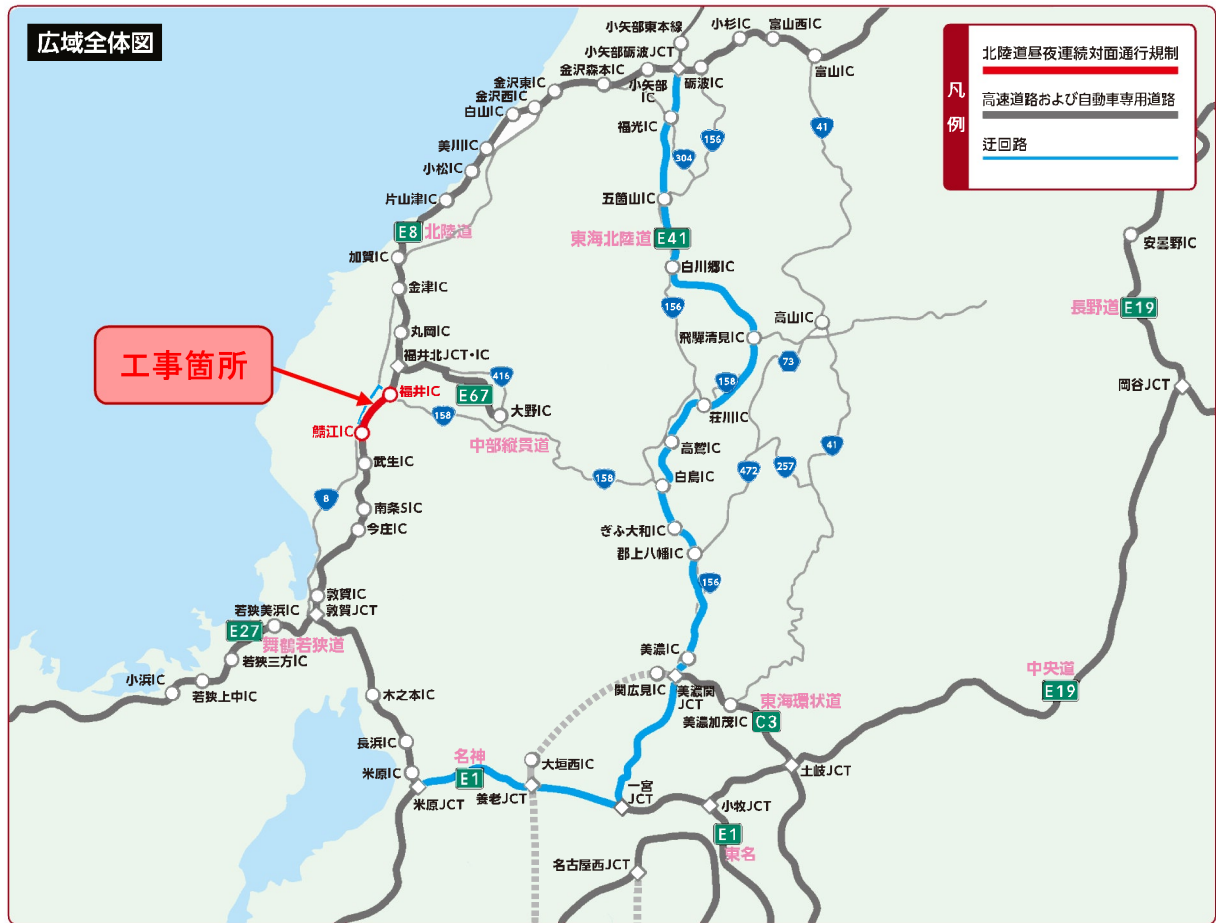 広域全体図
凡例
北陸道昼夜連続対面通行規制
高速道路および自動車専用道路
迂回路
小矢部東本線
小杉IC
富山西IC
小矢部砺波JCT
富山IC
金沢森本IC
小矢部
IC
砺波IC
金沢東IC
金沢西IC
白山IC
福光IC
41
156
304
美川IC
小松IC
片山津IC
五箇山IC
E8
北陸道
東海北陸道
E41
安曇野IC
加賀IC
白川郷IC
金津IC
156
長野道
E19
高山IC
丸岡IC
飛騨清見IC
工事箇所
福井北JCT・IC
73
416
158
岡谷JCT
福井IC
E67
大野IC
荘川IC
158
鯖江IC
中部縦貫道
高鷲IC
41
武生IC
472
257
158
白鳥IC
8
南条SIC
今庄IC
ぎふ大和IC
郡上八幡IC
156
敦賀IC
敦賀JCT
若狭美浜IC
E27
舞鶴若狭道
若狭三方IC
美濃IC
小浜IC
若狭上中IC
関広見IC
美濃関
JCT
中央道
E19
木之本IC
東海環状道
美濃加茂IC
C3
長浜IC
名神
大垣西IC
米原IC
E1
土岐JCT
米原JCT
養老JCT
一宮
JCT
小牧JCT
E1
東名
名古屋西JCT